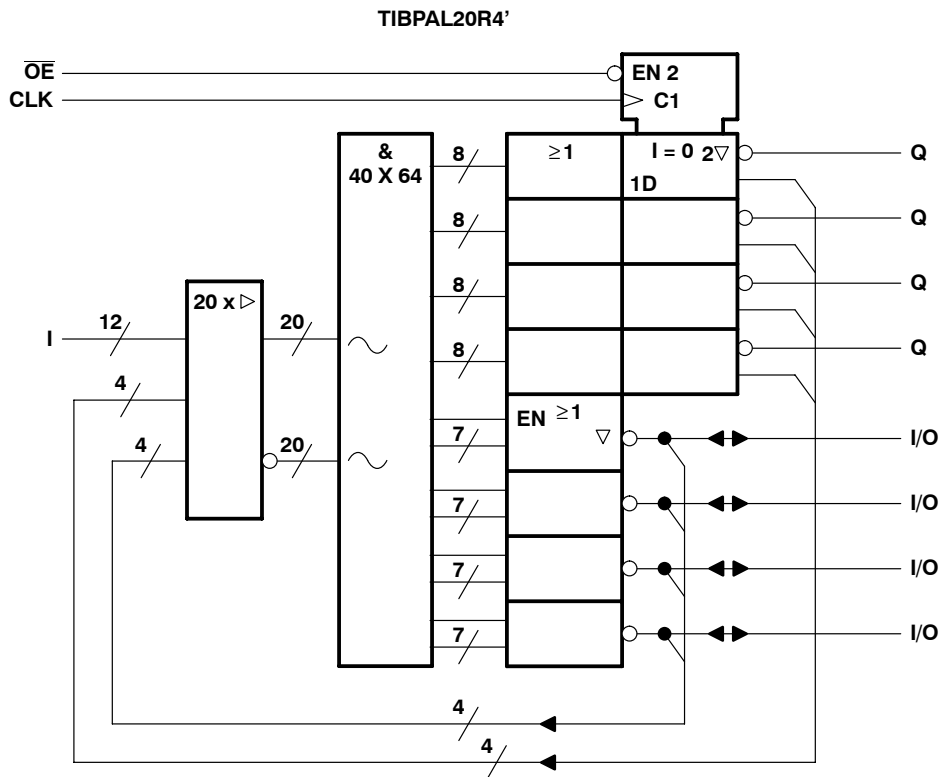 TIBPAL20R4’
OE
EN 2
CLK
C1
&
40 X 64
8
≥1
I = 0 2▽
1D
Q
8
Q
8
Q
20 x ▷
I
12
20
8
Q
4
EN ≥1
▽
4
20
7
I/O
7
I/O
7
I/O
7
I/O
4
4